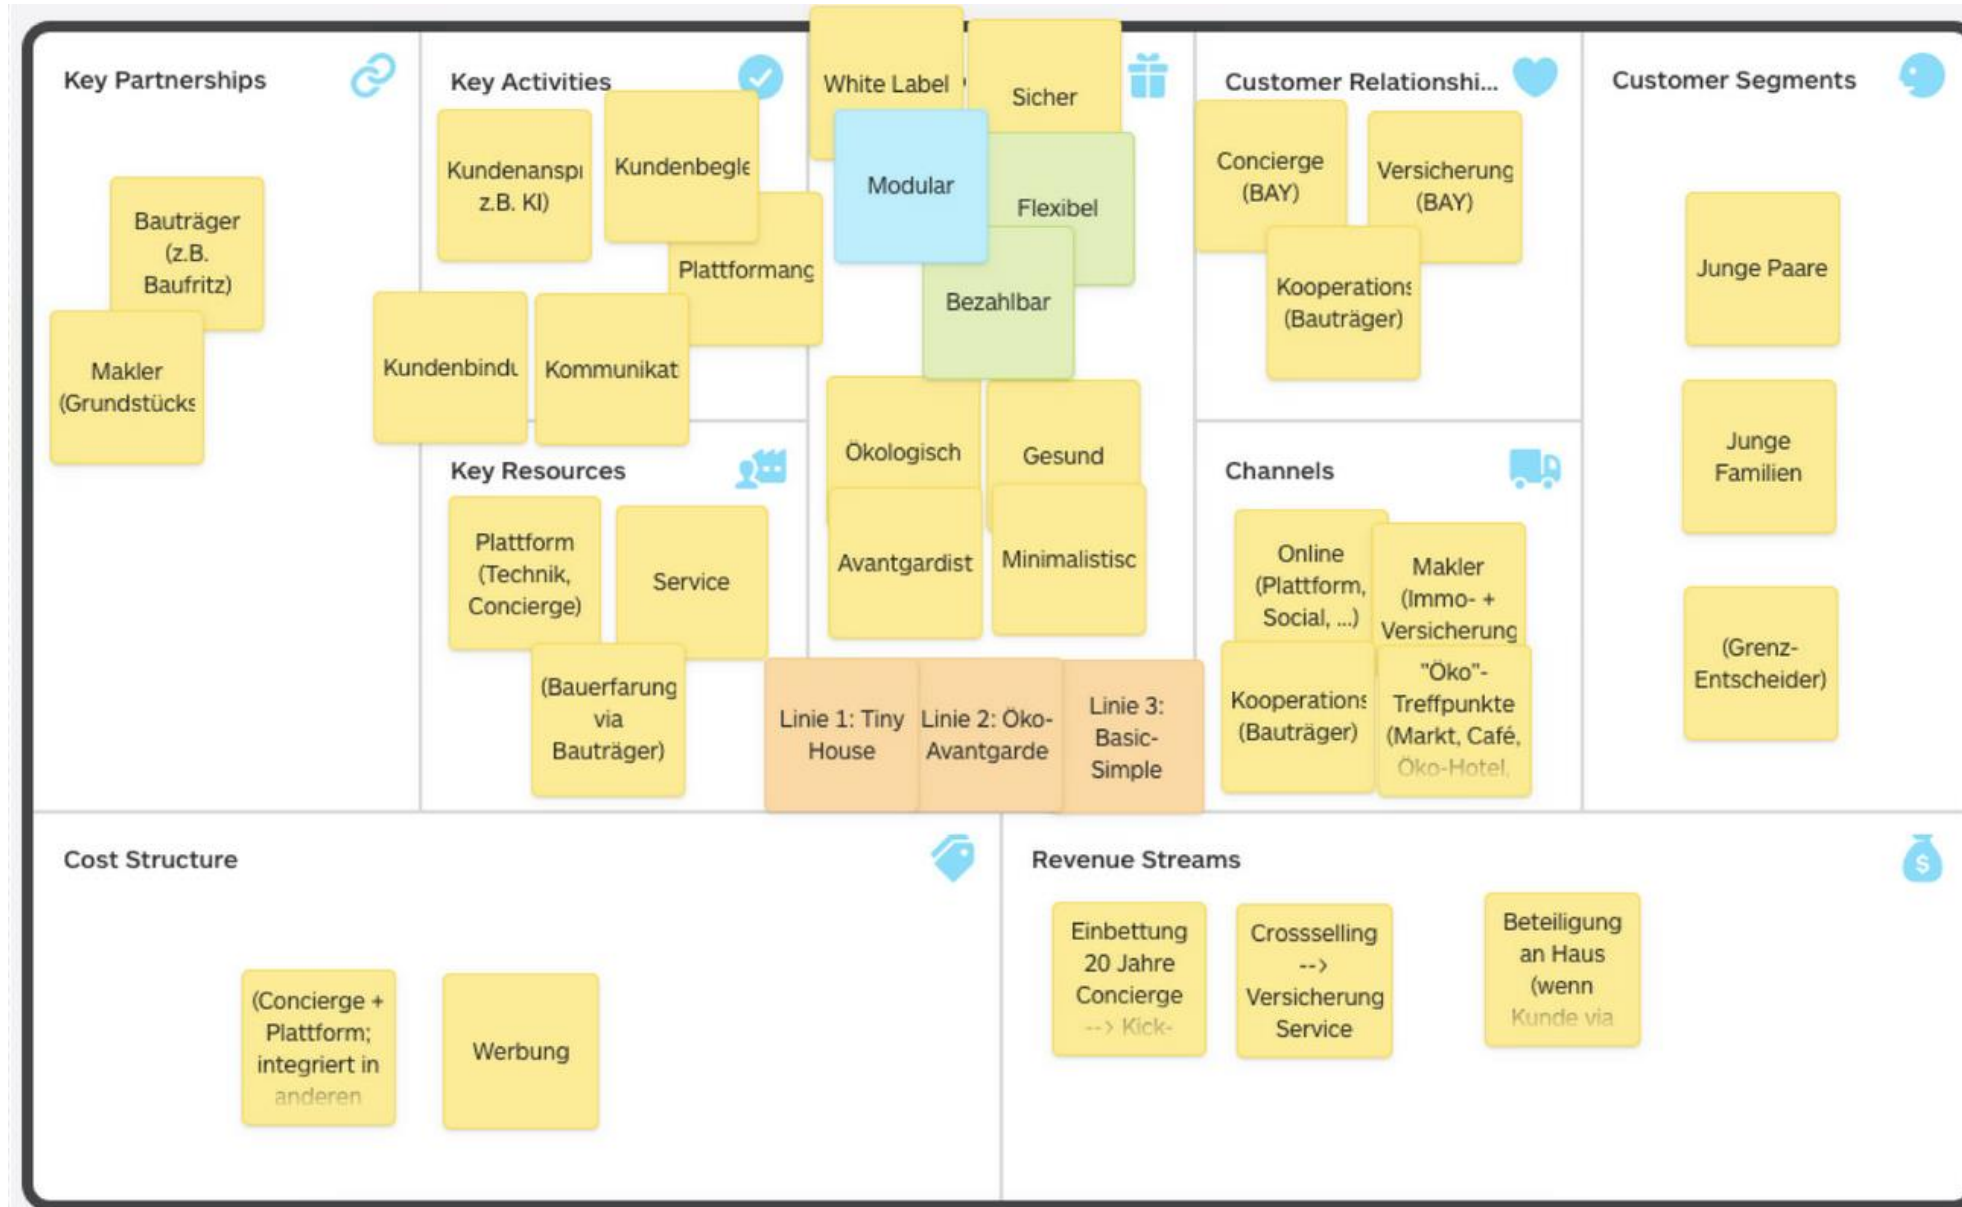 Key Partnerships
Bauträger
(z.B.
Baufritz)
Makler
(Grundstücks
Key Activities
Kundenanspr
z.B. KI)
Kundenbegle
Plattformang
Kundenbindu
Kommunikat
Key Resources
Plattform
(Technik,
Concierge)
Service
(Bauerfarung
via
Bauträger)
White Label
Sicher
Modular
Flexibel
Bezahlbar
Ökologisch
Gesund
Avantgardist
Minimalistisc
Linie 1: Tiny
House
Linie 2: Öko-
Avantgarde
Linie 3:
Basic-
Simple
Customer Relationshi...
Concierge
(BAY)
Versicherung
(BAY)
Kooperations
(Bauträger)
Channels
Online
(Plattform,
Social, ...)
Makler
(Immo- +
Versicherung
Kooperations
(Bauträger)
"Öko"-
Treffpunkte
(Markt, Café,
Öko-Hotel,
Customer Segments
Junge Paare
Junge
Familien
(Grenz-
Entscheider)
Cost Structure
(Concierge +
Plattform;
integriert in
anderen
Werbung
Revenue Streams
Einbettung
20 Jahre
Concierge
--> Kick-
Crossselling
-->
Versicherung
Service
Beteiligung
an Haus
(wenn
Kunde via
$